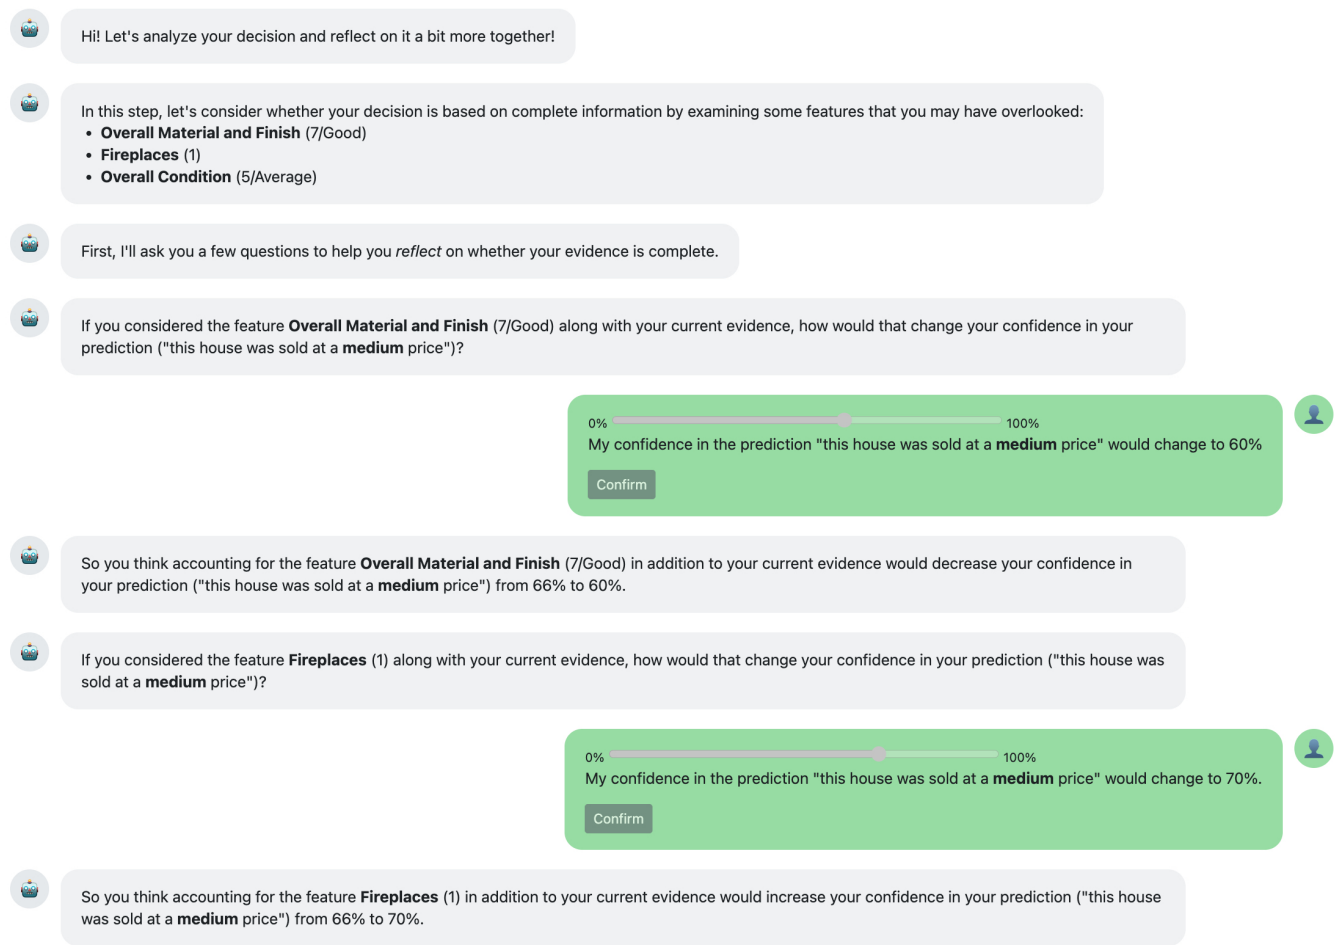 Hi! Let's analyze your decision and reflect on it a bit more together!
In this step, let's consider whether your decision is based on complete information by examining some features that you may have overlooked:
• Overall Material and Finish (7/Good)
• Fireplaces (1)
• Overall Condition (5/Average)
First, I'll ask you a few questions to help you reflect on whether your evidence is complete.
If you considered the feature Overall Material and Finish (7/Good) along with your current evidence, how would that change your confidence in your
prediction ("this house was sold at a medium price")?
0% 100%
My confidence in the prediction "this house was sold at a medium price" would change to 60%
Confirm
So you think accounting for the feature Overall Material and Finish (7/Good) in addition to your current evidence would decrease your confidence in
your prediction ("this house was sold at a medium price") from 66% to 60%.
If you considered the feature Fireplaces (1) along with your current evidence, how would that change your confidence in your prediction ("this house was
sold at a medium price")?
0% 100%
My confidence in the prediction "this house was sold at a medium price" would change to 70%.
Confirm
So you think accounting for the feature Fireplaces (1) in addition to your current evidence would increase your confidence in your prediction ("this house
was sold at a medium price") from 66% to 70%.